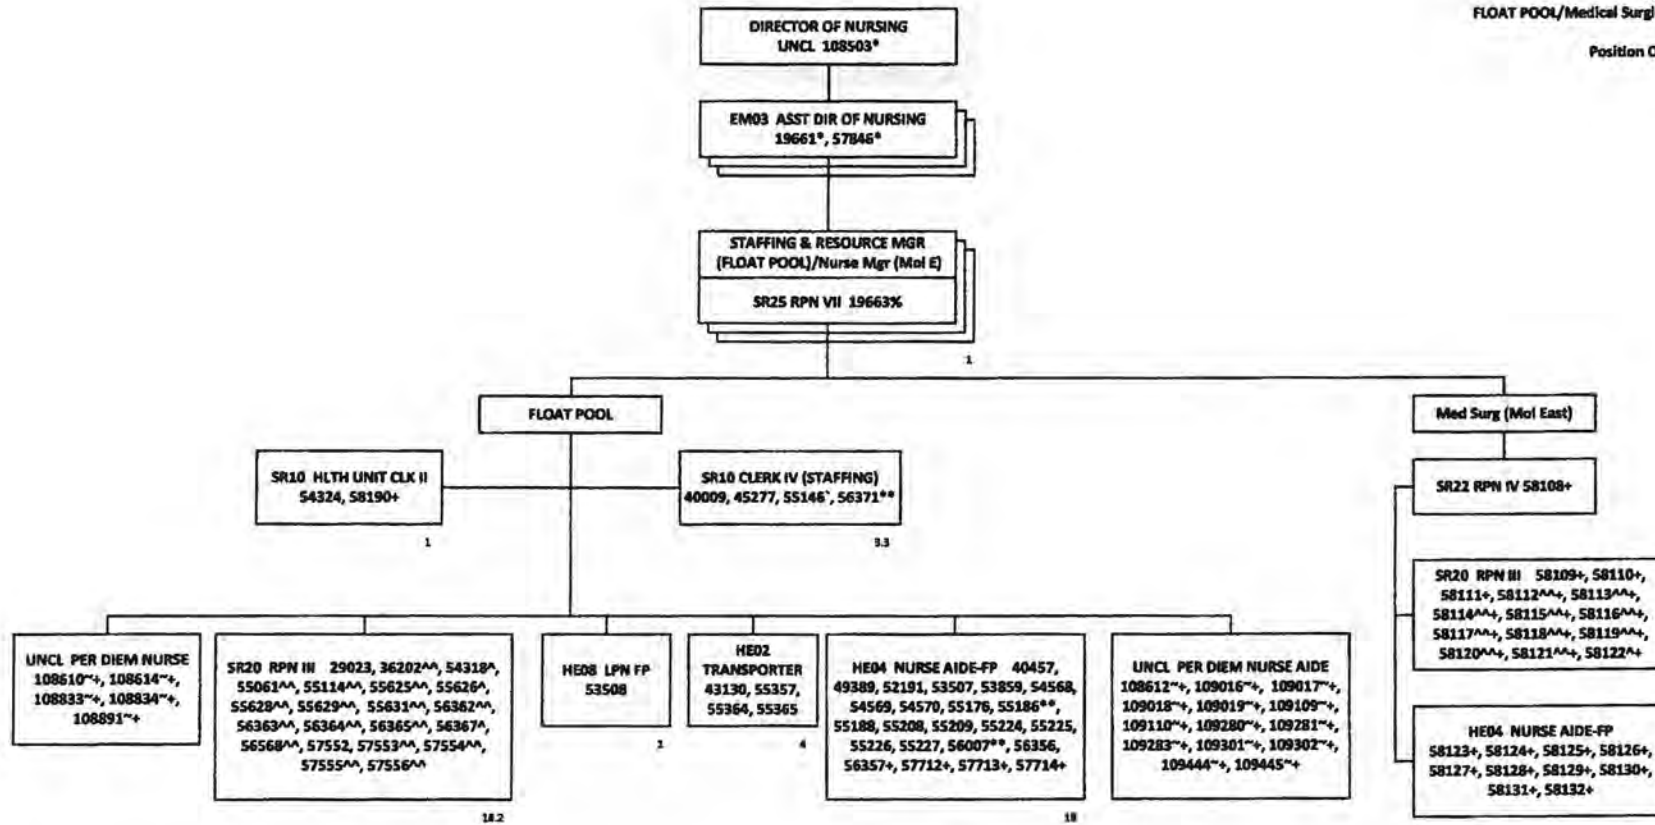 FLOAT POOL/Medical Surgi
Position O
DIRECTOR OF NURSING
UNCL 108503*
EM03 ASST DIR OF NURSING
19661*, 57846*
STAFFING & RESOURCE MGR
(FLOAT POOL)/Nurse Mgr (Mol E)
SR25 RPN VII 19663%
1
FLOAT POOL
Med Surg (Mol East)
SR10 HLTH UNIT CLK II
54324, 58190+
1
SR10 CLERK IV (STAFFING)
40009, 45277, 55146`, 56371**
3.3
SR22 RPN IV 58108+
SR20 RPN III 58109+, 58110+,
58111+, 58112^^+, 58113^^+,
58114^^+, 58115^^+, 58116^^+,
58117^^+, 58118^^+, 58119^^+,
58120^^+, 58121^^+, 58122^+
HE04 NURSE AIDE-FP
58123+, 58124+, 58125+, 58126+,
58127+, 58128+, 58129+, 58130+,
58131+, 58132+
UNCL PER DIEM NURSE
108610~+, 108614~+,
108833~+, 108834~+,
108891~+
SR20 RPN III 29023, 36202^^, 54318^,
55061^^, 55114^^, 55625^^, 55626^,
55628^^, 55629^^, 55631^^, 56362^^,
56363^^, 56364^^, 56365^^, 56367^,
56568^^, 57552, 57553^^, 57554^^,
57555^^, 57556^^
18.2
HE08 LPN FP
53508
1
HE02
TRANSPORTER
43130, 55357,
55364, 55365
4
HE04 NURSE AIDE-FP 40457,
49389, 52191, 53507, 53859, 54568,
54569, 54570, 55176, 55186**,
55188, 55208, 55209, 55224, 55225,
55226, 55227, 56007**, 56356,
56357+, 57712+, 57713+, 57714+
19
UNCL PER DIEM NURSE AIDE
108612~+, 109016~+, 109017~+,
109018~+, 109019~+, 109109~+,
109110~+, 109280~+, 109281~+,
109283~+, 109301~+, 109302~+,
109444~+, 109445~+